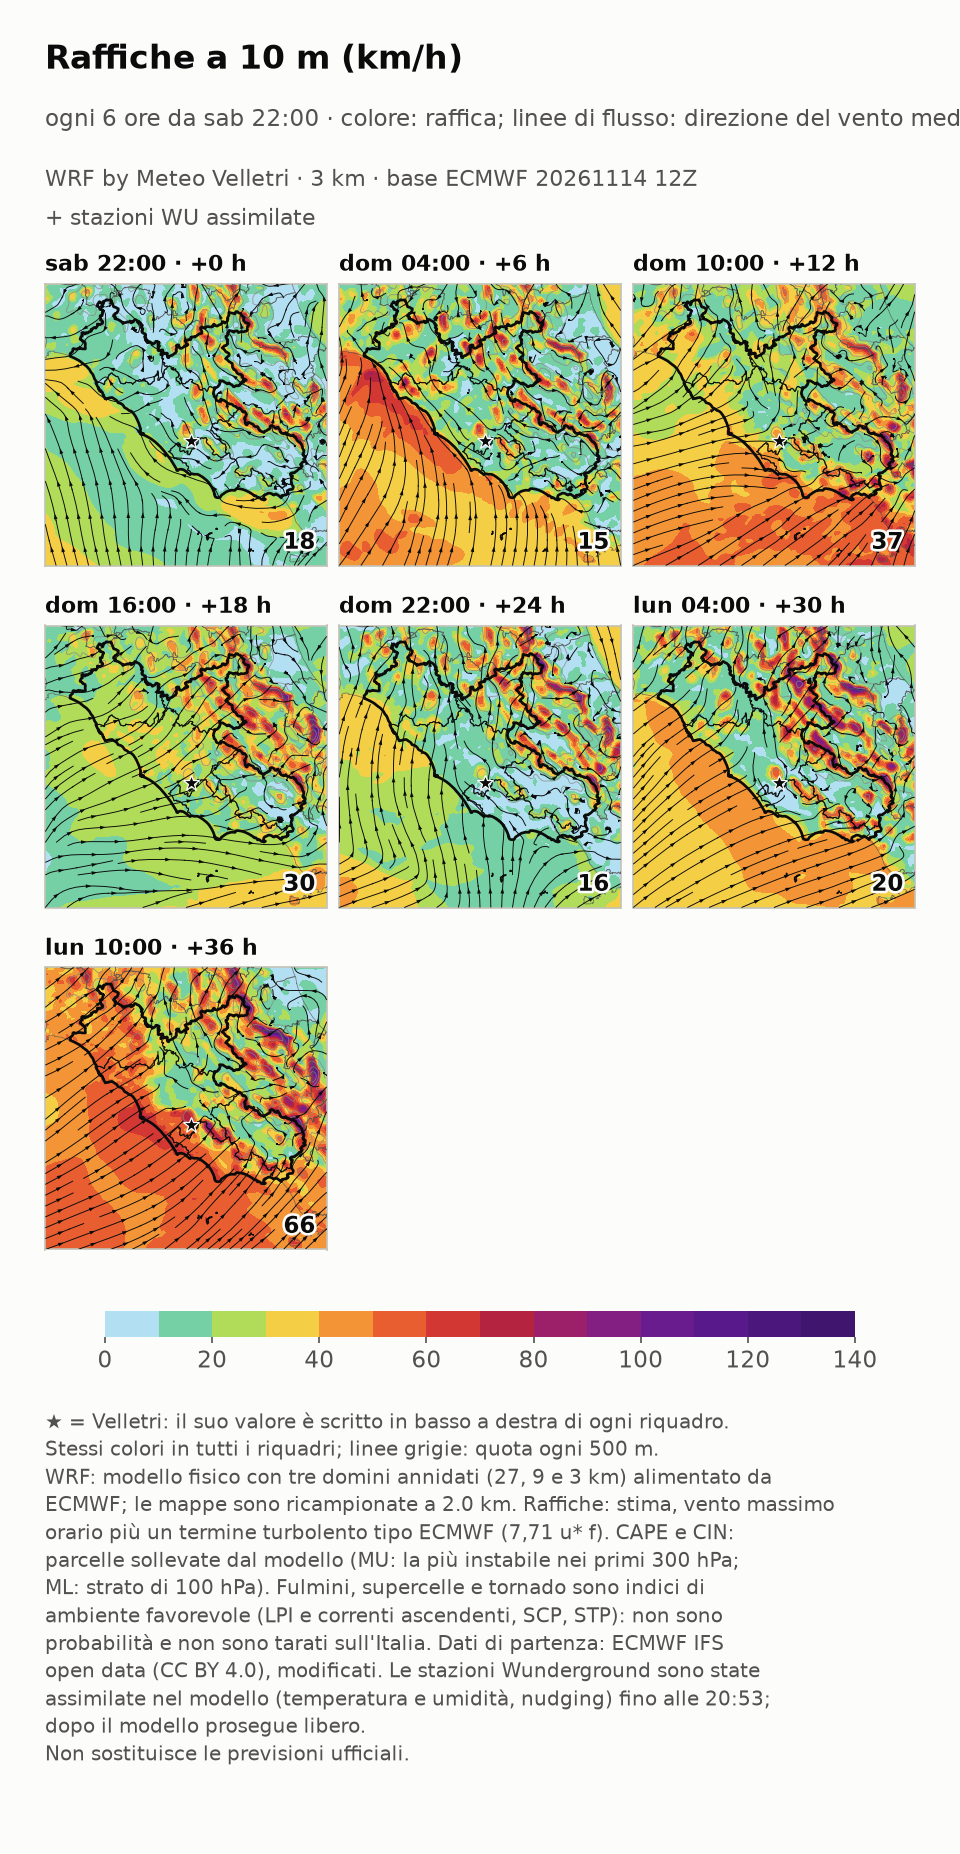 Raffiche a 10 m (km/h)
ogni 6 ore da sab 22:00 · colore: raffica; linee di flusso: direzione del vento med
WRF by Meteo Velletri · 3 km · base ECMWF 20261114 12Z
+ stazioni WU assimilate
sab 22:00 · +0 h
dom 04:00 · +6 h
dom 10:00 · +12 h
18
15
37
dom 16:00 · +18 h
dom 22:00 · +24 h
lun 04:00 · +30 h
30
16
20
lun 10:00 · +36 h
66
0 20 40 60 80 100 120 140
★ = Velletri: il suo valore è scritto in basso a destra di ogni riquadro.
Stessi colori in tutti i riquadri; linee grigie: quota ogni 500 m.
WRF: modello fisico con tre domini annidati (27, 9 e 3 km) alimentato da
ECMWF; le mappe sono ricampionate a 2.0 km. Raffiche: stima, vento massimo
orario più un termine turbolento tipo ECMWF (7,71 u* f). CAPE e CIN:
parcelle sollevate dal modello (MU: la più instabile nei primi 300 hPa;
ML: strato di 100 hPa). Fulmini, supercelle e tornado sono indici di
ambiente favorevole (LPI e correnti ascendenti, SCP, STP): non sono
probabilità e non sono tarati sull'Italia. Dati di partenza: ECMWF IFS
open data (CC BY 4.0), modificati. Le stazioni Wunderground sono state
assimilate nel modello (temperatura e umidità, nudging) fino alle 20:53;
dopo il modello prosegue libero.
Non sostituisce le previsioni ufficiali.